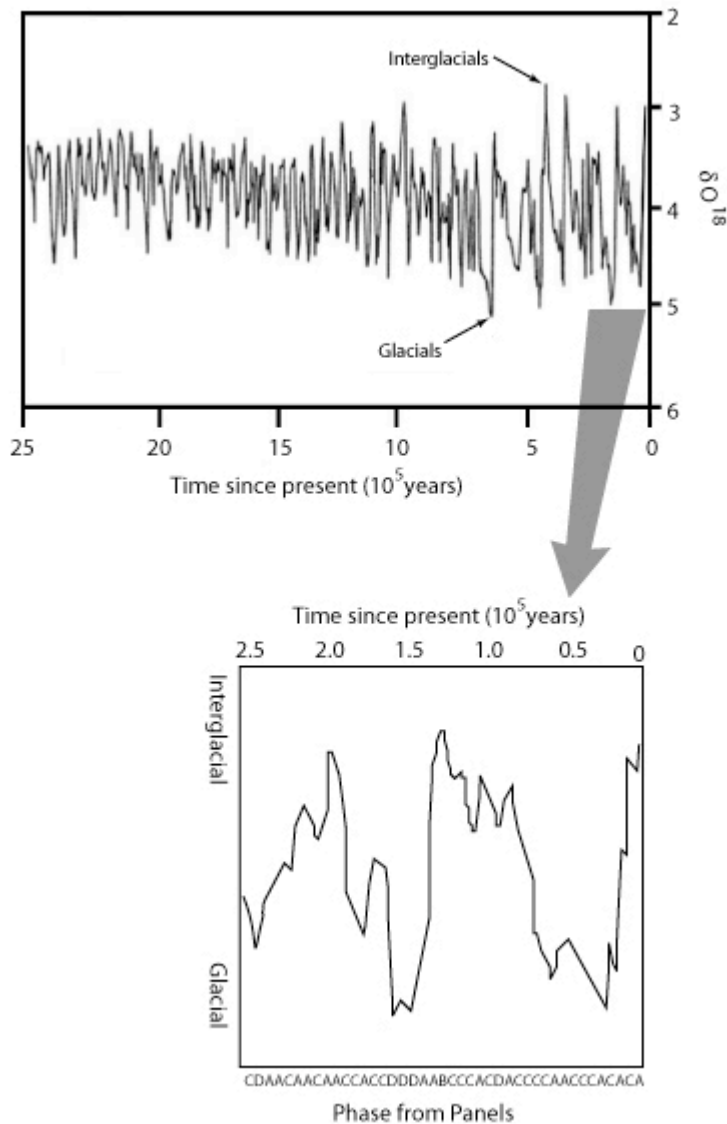 2
Interglacials
3
4
δO¹⁸
5
Glacials
6
25 20 15 10 5 0
Time since present (10⁵years)
Time since present (10⁵years)
2.5 2.0 1.5 1.0 0.5 0
Interglacial
Glacial
CDAACAACAACCACCDDDAABCCCACDACCCCAACCCACACA
Phase from Panels